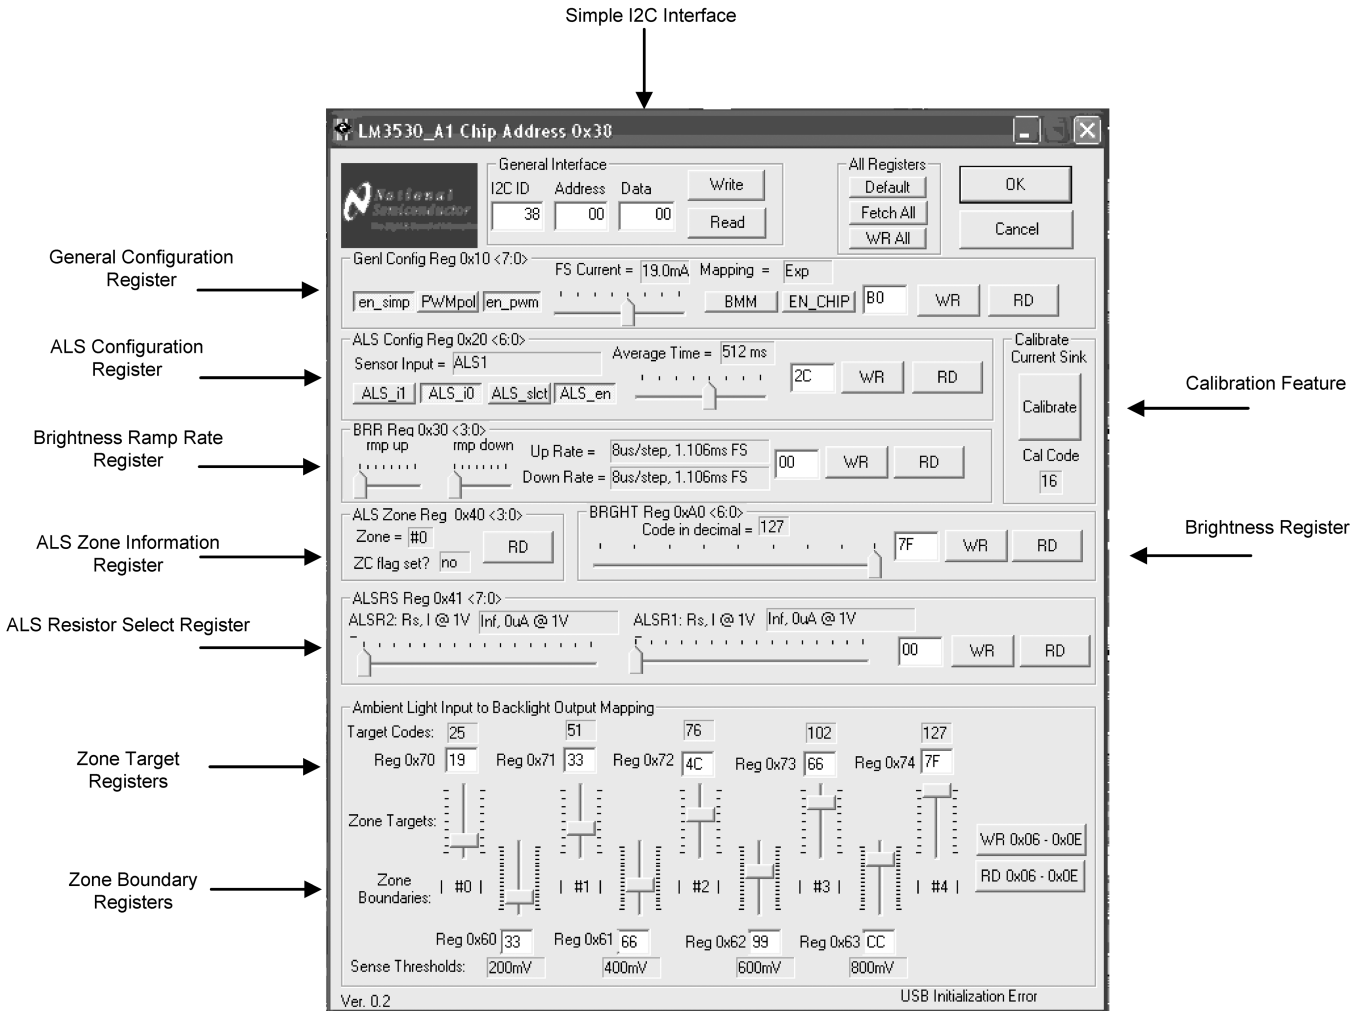 Simple I2C Interface
LM3530_A1 Chip Address 0x38
National
Semiconductor
General Interface
I2C ID Address Data
38 00 00
Write
Read
All Registers
Default
Fetch All
WR All
OK
Cancel
General Configuration
Register
Genl Config Reg 0x10 <7:0>
FS Current = 19.0mA Mapping = Exp
en_simp PWMpol en_pwm BMM EN_CHIP B0 WR RD
ALS Configuration
Register
ALS Config Reg 0x20 <6:0>
Sensor Input = ALS1 Average Time = 512 ms
ALS_i1 ALS_i0 ALS_slct ALS_en 2C WR RD
Calibrate
Current Sink
Calibrate
Cal Code
16
Calibration Feature
Brightness Ramp Rate
Register
BRR Reg 0x30 <3:0>
rmp up rmp down
Up Rate = 8us/step, 1.106ms FS
Down Rate = 8us/step, 1.106ms FS
00 WR RD
ALS Zone Information
Register
ALS Zone Reg 0x40 <3:0>
Zone = #0
ZC flag set? no
RD
BRGHT Reg 0xA0 <6:0>
Code in decimal = 127
7F WR RD
Brightness Register
ALS Resistor Select Register
ALSRS Reg 0x41 <7:0>
ALSR2: Rs, I @ 1V Inf, 0uA @ 1V ALSR1: Rs, I @ 1V Inf, 0uA @ 1V
00 WR RD
Ambient Light Input to Backlight Output Mapping
Target Codes: 25 51 76 102 127
Zone Target
Registers
Reg 0x70 19 Reg 0x71 33 Reg 0x72 4C Reg 0x73 66 Reg 0x74 7F
Zone Targets:
WR 0x06 - 0x0E
RD 0x06 - 0x0E
Zone Boundary
Registers
Zone
Boundaries:
| #0 | | #1 | | #2 | | #3 | | #4 |
Reg 0x60 33 Reg 0x61 66 Reg 0x62 99 Reg 0x63 CC
Sense Thresholds: 200mV 400mV 600mV 800mV
Ver. 0.2
USB Initialization Error